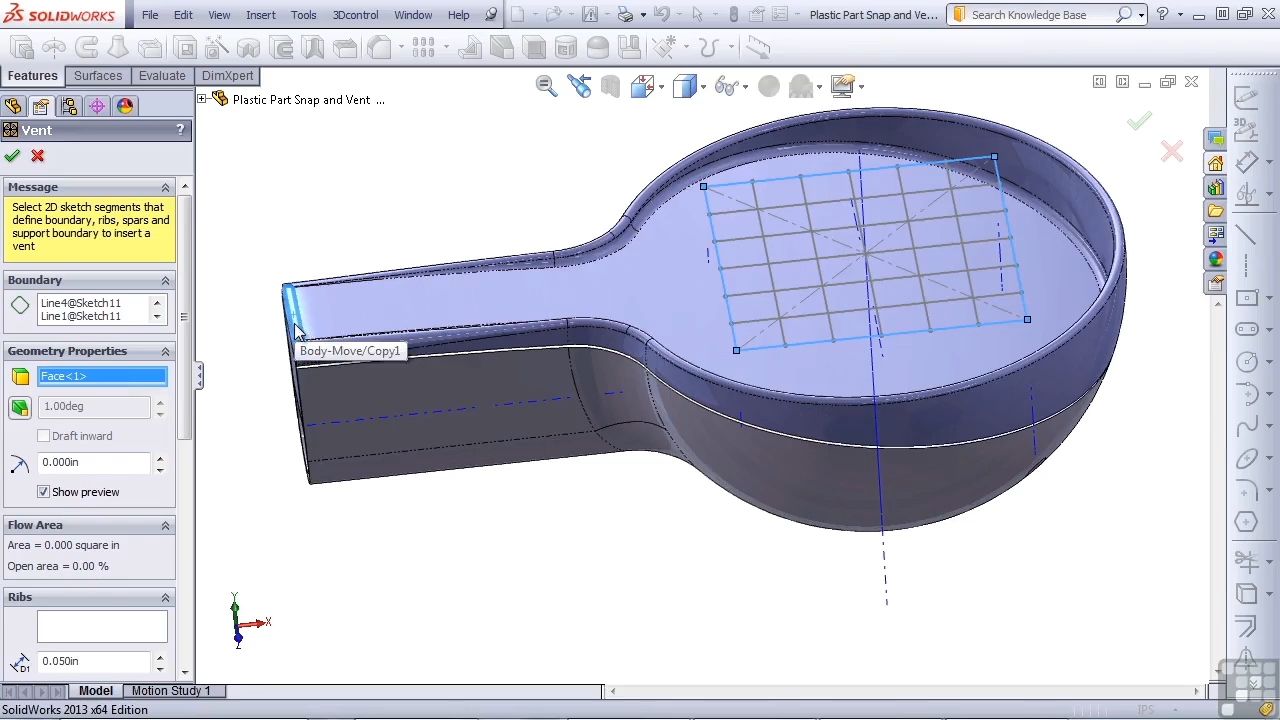 SOLIDWORKS
File Edit View Insert Tools 3Dcontrol Window Help
Plastic Part Snap and Ve...
Search Knowledge Base
Features Surfaces Evaluate DimXpert
Plastic Part Snap and Vent ...
Vent ?
Message
Select 2D sketch segments that
define boundary, ribs, spars and
support boundary to insert a
vent
Boundary
Line4@Sketch11
Line1@Sketch11
Geometry Properties
Face<1>
1.00deg
Draft inward
0.000in
Show preview
Flow Area
Area = 0.000 square in
Open area = 0.00 %
Ribs
0.050in
D1
Body-Move/Copy1
Y
X
Z
3D
Model Motion Study 1
SolidWorks 2013 x64 Edition
IPS